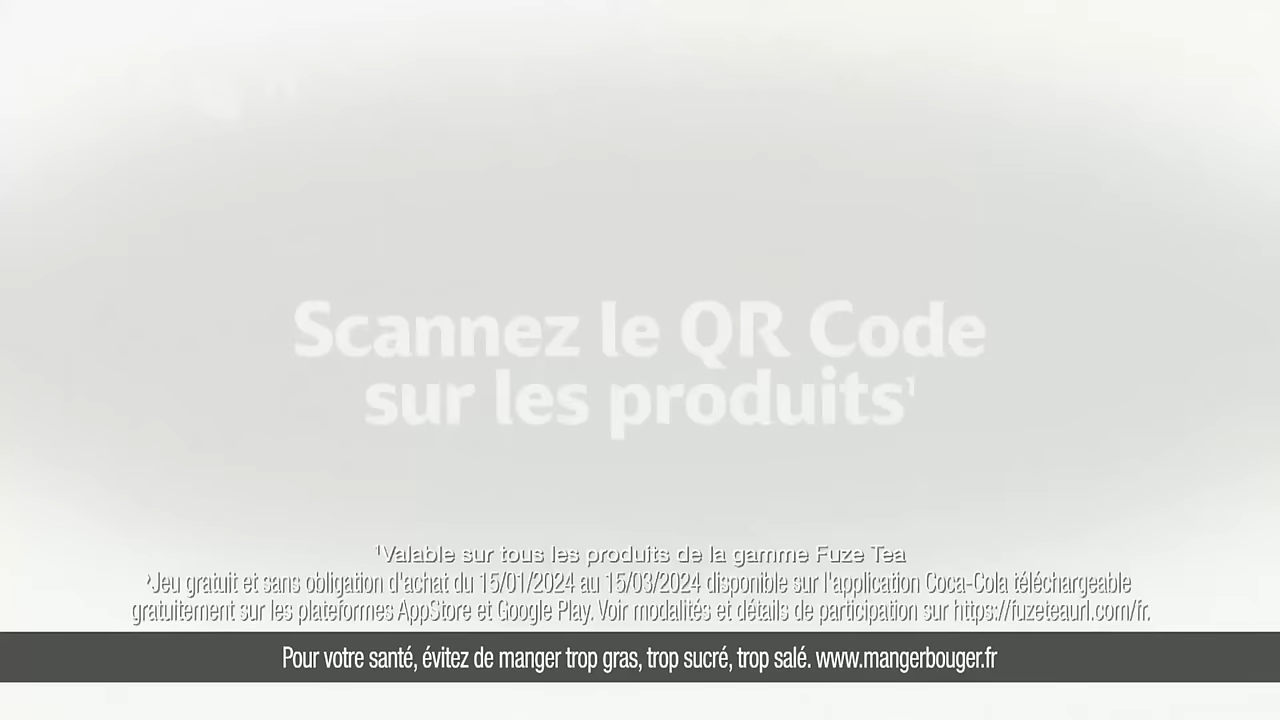 Scannez le QR Code
sur les produits¹
¹Valable sur tous les produits de la gamme Fuze Tea
Jeu gratuit et sans obligation d'achat du 15/01/2024 au 15/03/2024 disponible sur l'application Coca-Cola téléchargeable
gratuitement sur les plateformes AppStore et Google Play. Voir modalités et détails de participation sur https://fuzeteaurl.com/fr.
Pour votre santé, évitez de manger trop gras, trop sucré, trop salé. www.mangerbouger.fr